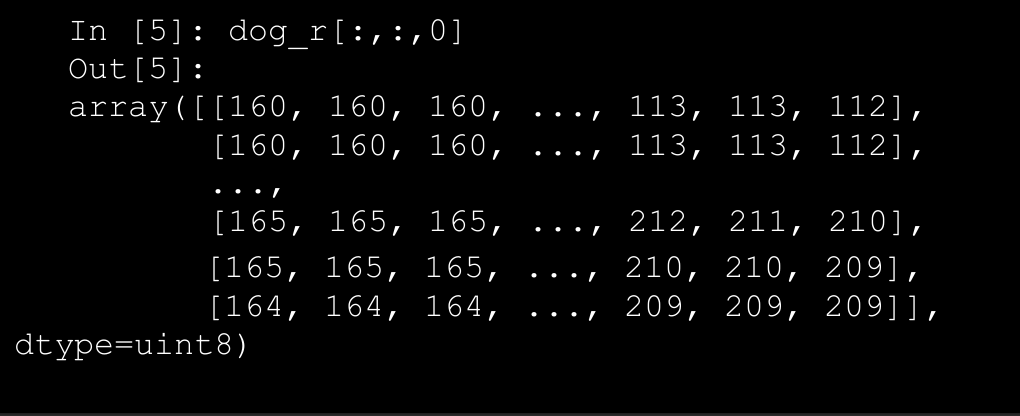 In [5]: dog_r[:,:,0]
Out[5]:
array([[160, 160, 160, ..., 113, 113, 112],
[160, 160, 160, ..., 113, 113, 112],
...,
[165, 165, 165, ..., 212, 211, 210],
[165, 165, 165, ..., 210, 210, 209],
[164, 164, 164, ..., 209, 209, 209]],
dtype=uint8)